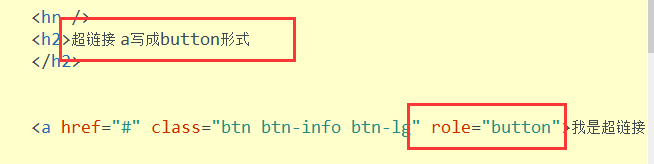 <hn />
<h2>超链接 a写成button形式
</h2>
<a href="#" class="btn btn-info btn-lg" role="button">我是超链接